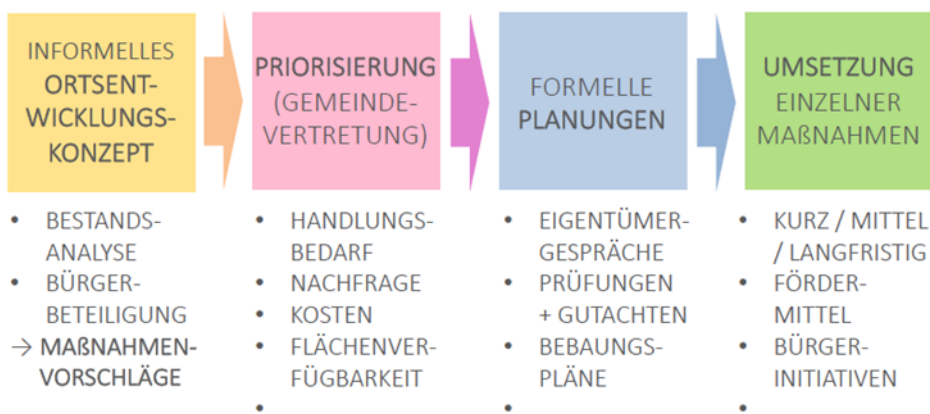 INFORMELLES
ORTSENT-
WICKLUNGS-
KONZEPT
PRIORISIERUNG
(GEMEINDE-
VERTRETUNG)
FORMELLE
PLANUNGEN
UMSETZUNG
EINZELNER
MAßNAHMEN
• BESTANDS-
ANALYSE
• BÜRGER-
BETEILIGUNG
→ MAßNAHMEN-
VORSCHLÄGE
• HANDLUNGS-
BEDARF
• NACHFRAGE
• KOSTEN
• FLÄCHENVER-
FÜGBARKEIT
•
• EIGENTÜMER-
GESPRÄCHE
• PRÜFUNGEN
+ GUTACHTEN
• BEBAUNGS-
PLÄNE
•
• KURZ / MITTEL
/ LANGFRISTIG
• FÖRDER-
MITTEL
• BÜRGER-
INITIATIVEN
•